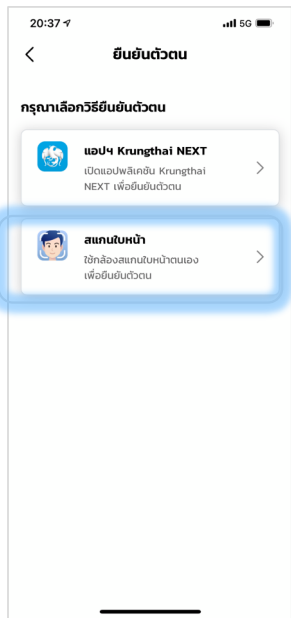 20:37
5G
ยืนยันตัวตน
กรุณาเลือกวิธียืนยันตัวตน
แอปฯ Krungthai NEXT
เปิดแอปพลิเคชัน Krungthai
NEXT เพื่อยืนยันตัวตน
สแกนใบหน้า
ใช้กล้องสแกนใบหน้าตนเอง
เพื่อยืนยันตัวตน